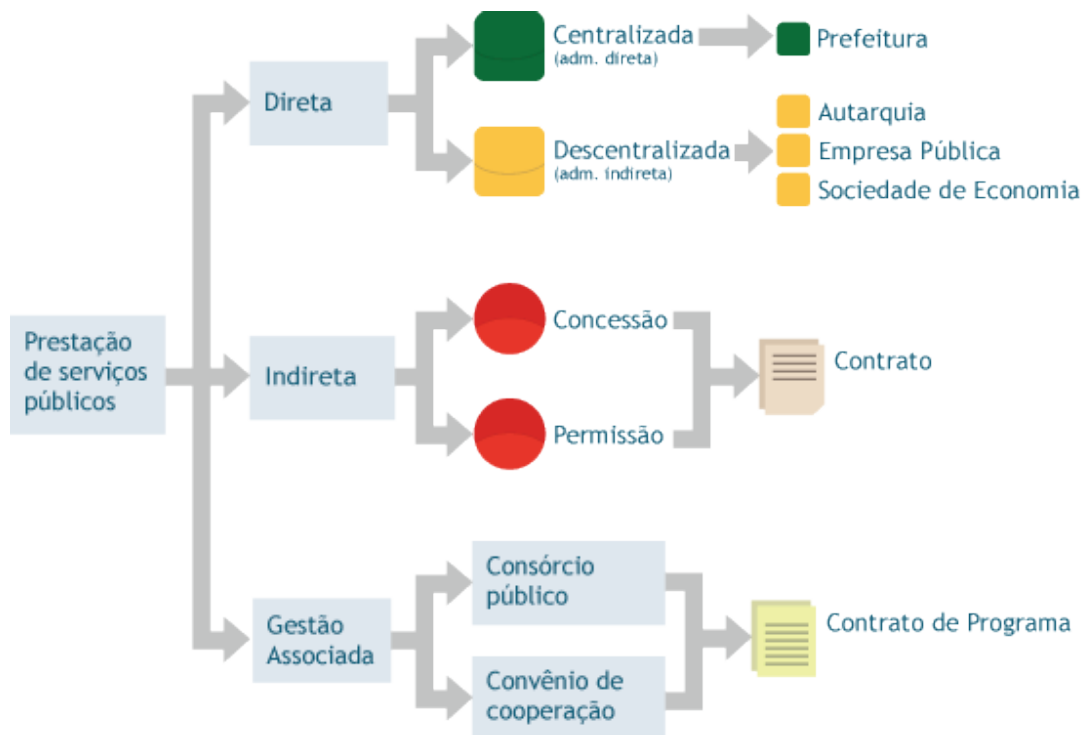 Centralizada
(adm. direta)
Prefeitura
Direta
Autarquia
Descentralizada
(adm. indireta)
Empresa Pública
Sociedade de Economia
Prestação
de serviços
públicos
Indireta
Concessão
Permissão
Contrato
Gestão
Associada
Consórcio
público
Convênio de
cooperação
Contrato de Programa